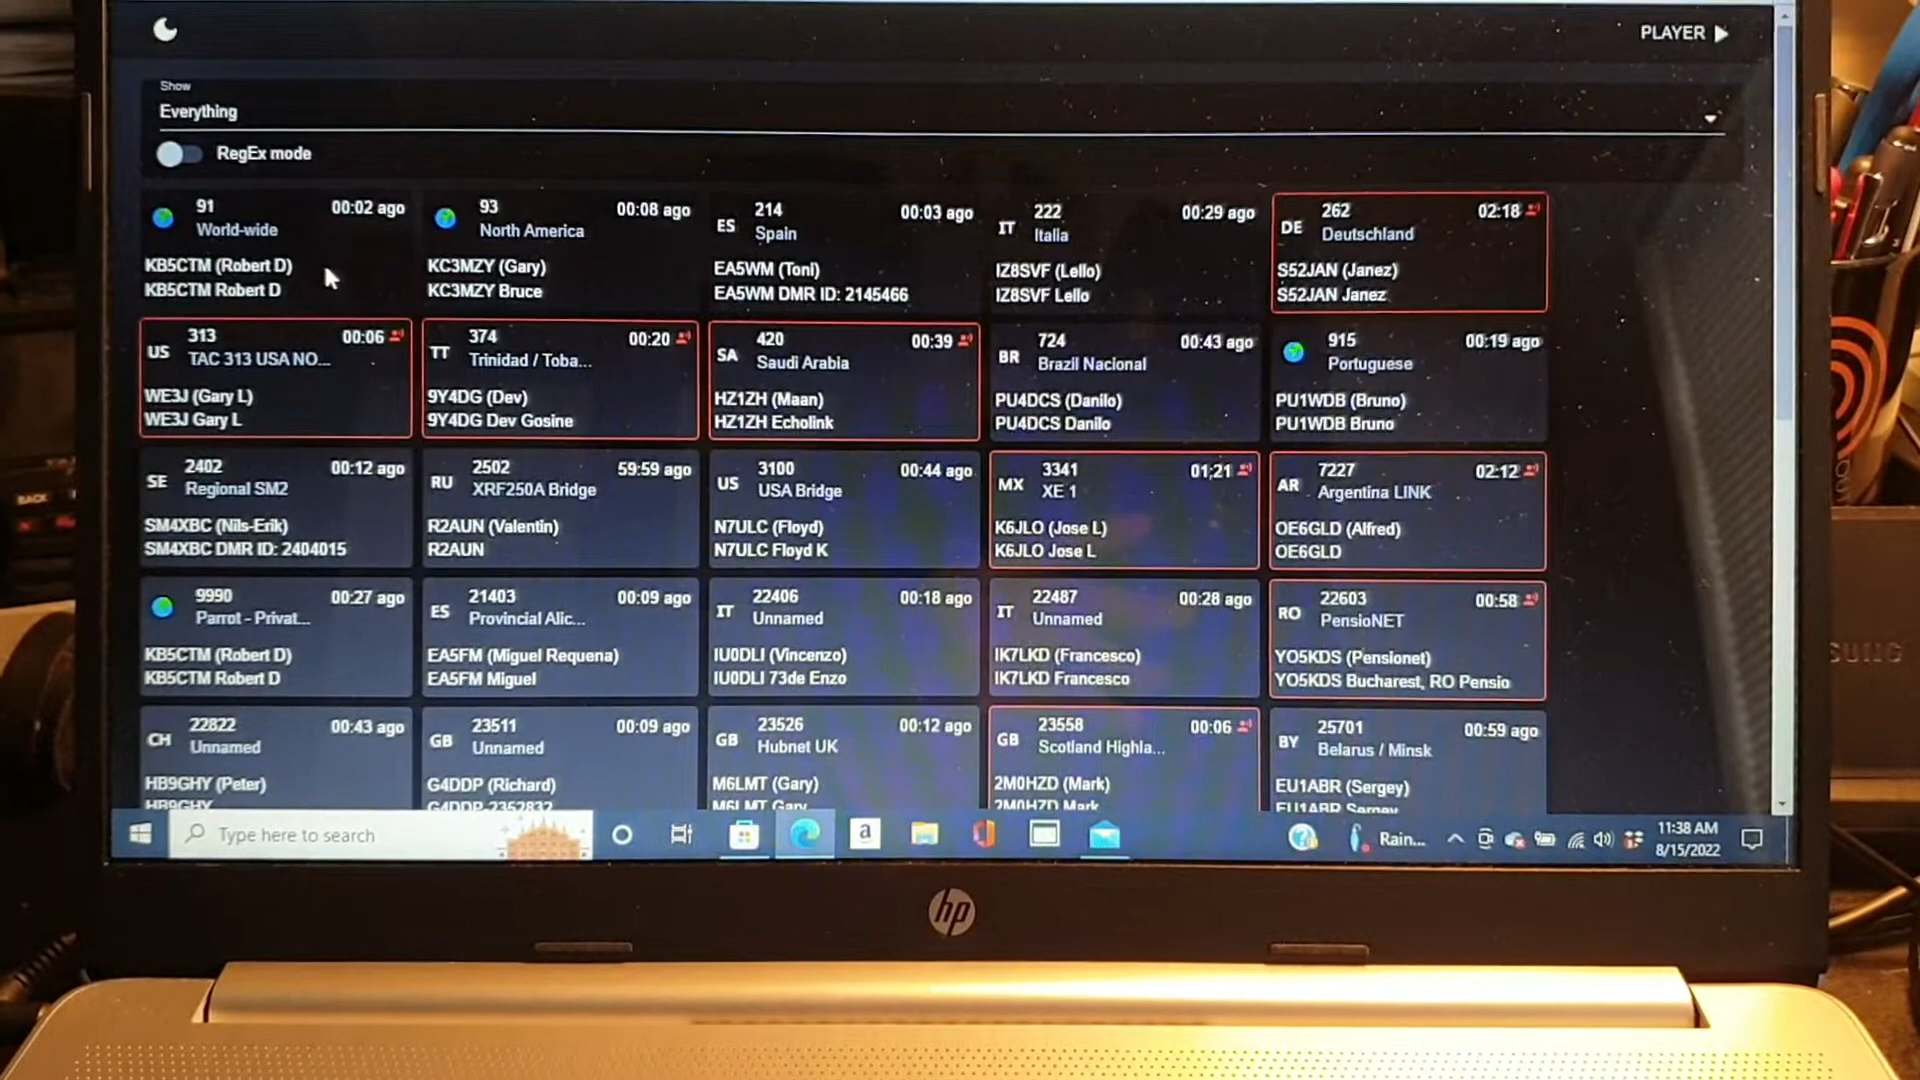 PLAYER
Show
Everything
RegEx mode
91 00:02 ago
World-wide
KB5CTM (Robert D)
KB5CTM Robert D
93 00:08 ago
North America
KC3MZY (Gary)
KC3MZY Bruce
ES 214 00:03 ago
Spain
EA5WM (Toni)
EA5WM DMR ID: 2145466
IT 222 00:29 ago
Italia
IZ8SVF (Lello)
IZ8SVF Lello
DE 262 02:18
Deutschland
S52JAN (Janez)
S52JAN Janez
US 313 00:06
TAC 313 USA NO...
WE3J (Gary L)
WE3J Gary L
TT 374 00:20
Trinidad / Toba...
9Y4DG (Dev)
9Y4DG Dev Gosine
SA 420 00:39
Saudi Arabia
HZ1ZH (Maan)
HZ1ZH Echolink
BR 724 00:43 ago
Brazil Nacional
PU4DCS (Danilo)
PU4DCS Danilo
915 00:19 ago
Portuguese
PU1WDB (Bruno)
PU1WDB Bruno
SE 2402 00:12 ago
Regional SM2
SM4XBC (Nils-Erik)
SM4XBC DMR ID: 2404015
RU 2502 59:59 ago
XRF250A Bridge
R2AUN (Valentin)
R2AUN
US 3100 00:44 ago
USA Bridge
N7ULC (Floyd)
N7ULC Floyd K
MX 3341 01:21
XE 1
K6JLO (Jose L)
K6JLO Jose L
AR 7227 02:12
Argentina LINK
OE6GLD (Alfred)
OE6GLD
9990 00:27 ago
Parrot - Privat...
KB5CTM (Robert D)
KB5CTM Robert D
ES 21403 00:09 ago
Provincial Alic...
EA5FM (Miguel Requena)
EA5FM Miguel
IT 22406 00:18 ago
Unnamed
IU0DLI (Vincenzo)
IU0DLI 73de Enzo
IT 22487 00:28 ago
Unnamed
IK7LKD (Francesco)
IK7LKD Francesco
RO 22603 00:58
PensioNET
YO5KDS (Pensionet)
YO5KDS Bucharest, RO Pensio
CH 22822 00:43 ago
Unnamed
HB9GHY (Peter)
HB9GHY
GB 23511 00:09 ago
Unnamed
G4DDP (Richard)
G4DDP-2352832
GB 23526 00:12 ago
Hubnet UK
M6LMT (Gary)
M6LMT Gary
GB 23558 00:06
Scotland Highla...
2M0HZD (Mark)
2M0HZD Mark
BY 25701 00:59 ago
Belarus / Minsk
EU1ABR (Sergey)
EU1ABR Sergey
Type here to search
a
Rain...
11:38 AM
8/15/2022
hp
BACK